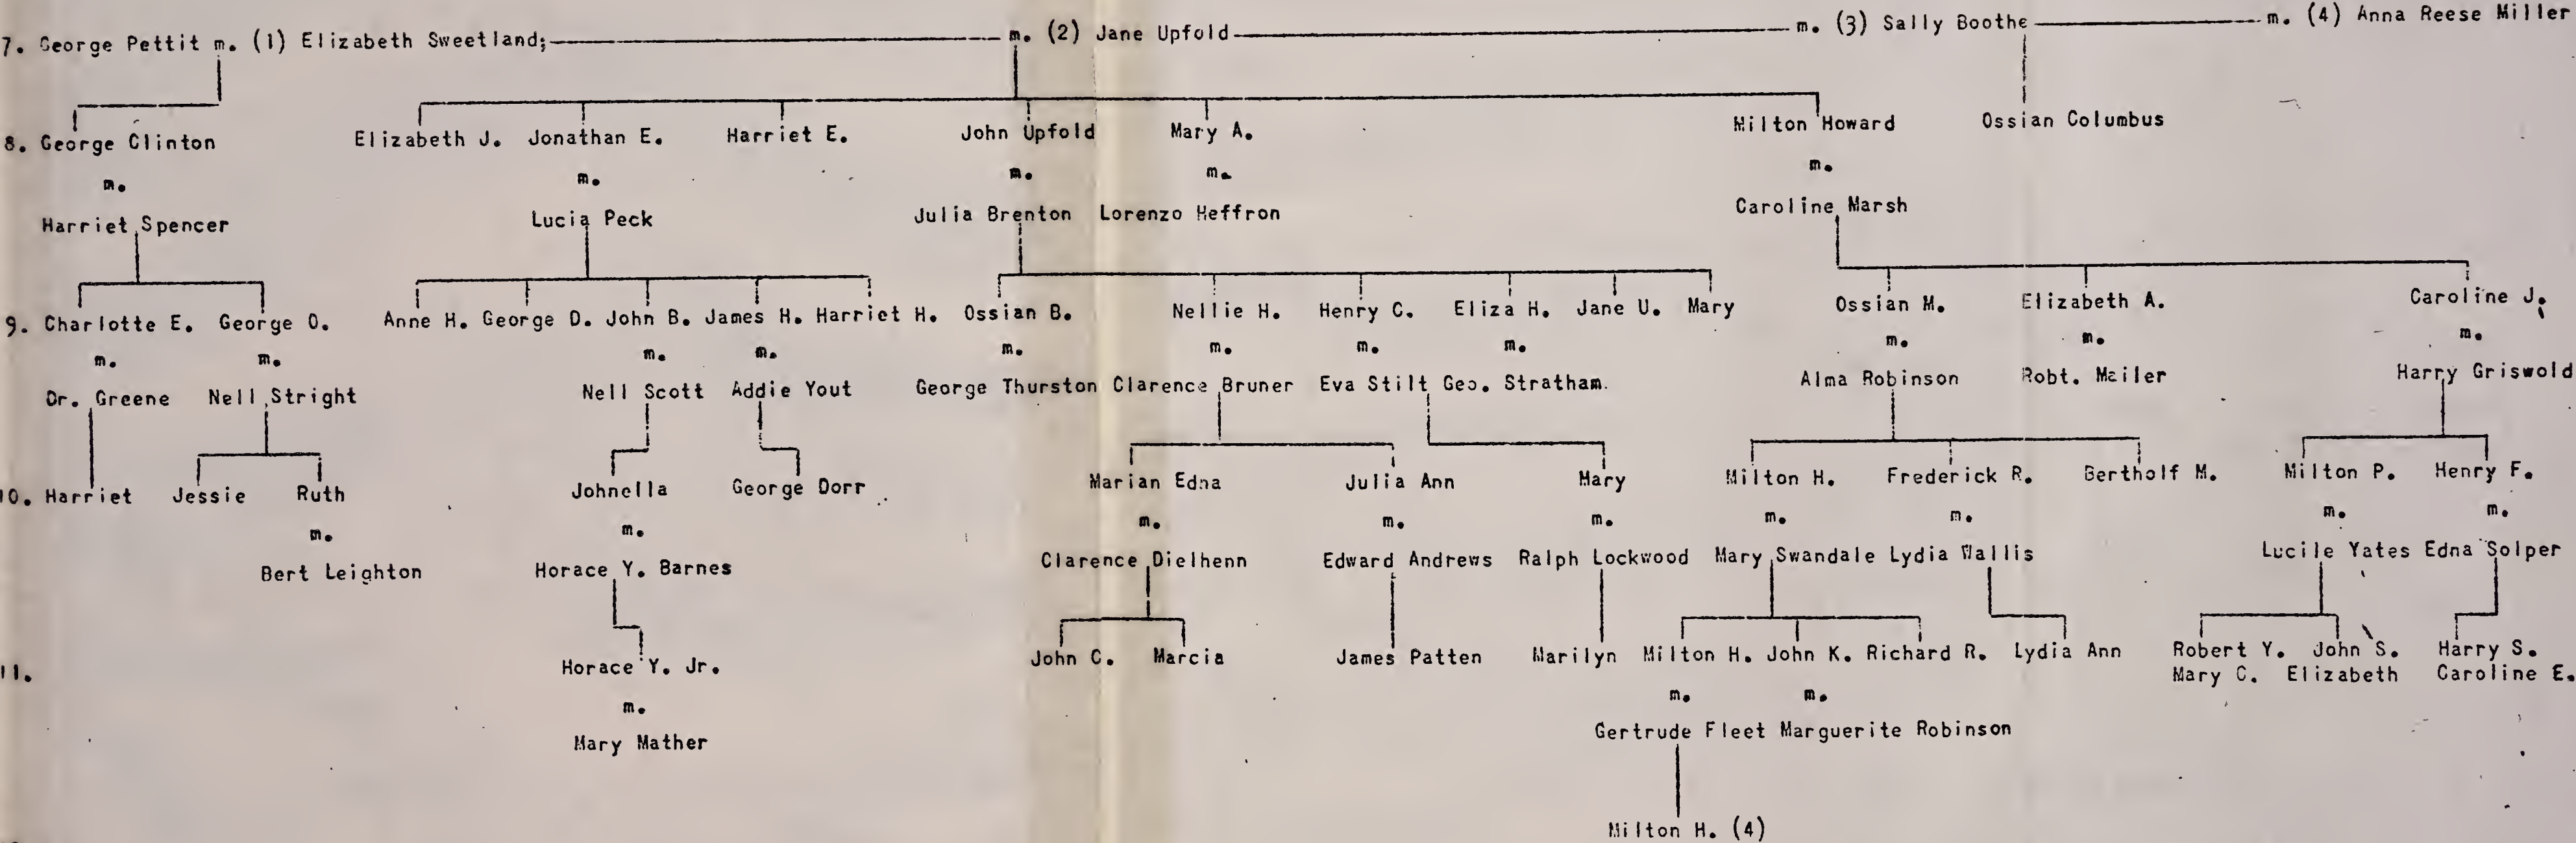 7. George Pettit m. (1) Elizabeth Sweetland; m. (2) Jane Upfold m. (3) Sally Boothe m. (4) Anna Reese Miller
8. George Clinton Elizabeth J. Jonathan E. Harriet E. John Upfold Mary A. Milton Howard Ossian Columbus
m. m. m. m. m.
Harriet Spencer Lucia Peck Julia Brenton Lorenzo Heffron Caroline Marsh
9. Charlotte E. George O. Anne H. George D. John B. James H. Harriet H. Ossian B. Nellie H. Henry C. Eliza H. Jane U. Mary Ossian M. Elizabeth A. Caroline J.
m. m. m. m. m. m. m. m. m. m. m.
Dr. Greene Nell Stright Nell Scott Addie Yout George Thurston Clarence Bruner Eva Stilt Geo. Stratham. Alma Robinson Robt. Meiler Harry Griswold
10. Harriet Jessie Ruth Johnella George Dorr Marian Edna Julia Ann Mary Milton H. Frederick R. Bertholf M. Milton P. Henry F.
m. m. m. m. m. m. m. m. m.
Bert Leighton Horace Y. Barnes Clarence Dielhenn Edward Andrews Ralph Lockwood Mary Swandale Lydia Wallis Lucile Yates Edna Solper
11. Horace Y. Jr. John C. Marcia James Patten Marilyn Milton H. John K. Richard R. Lydia Ann Robert Y. John S. Harry S.
Mary C. Elizabeth Caroline E.
m. m. m.
Mary Mather Gertrude Fleet Marguerite Robinson
Milton H. (4)